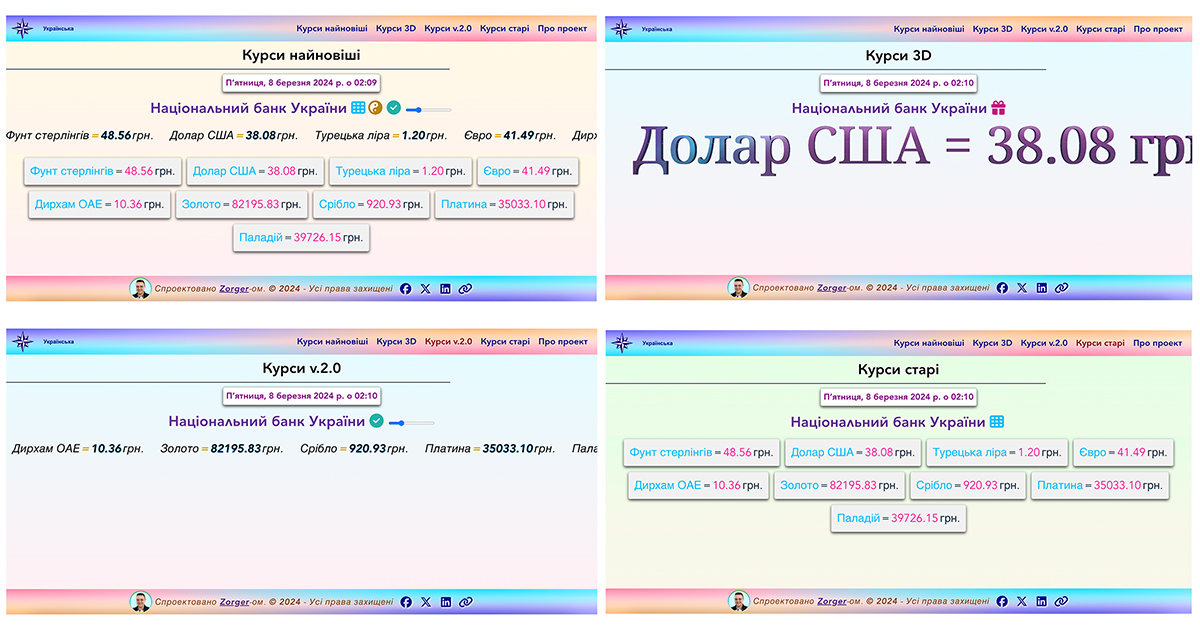 Українська Курси найновіші Курси 3D Курси v.2.0 Курси старі Про проект
Курси найновіші
П'ятниця, 8 березня 2024 р. о 02:09
Національний банк України
Фунт стерлінгів = 48.56 грн. Долар США = 38.08 грн. Турецька ліра = 1.20 грн. Євро = 41.49 грн. Дирх
Фунт стерлінгів = 48.56 грн. Долар США = 38.08 грн. Турецька ліра = 1.20 грн. Євро = 41.49 грн.
Дирхам ОАЕ = 10.36 грн. Золото = 82195.83 грн. Срібло = 920.93 грн. Платина = 35033.10 грн.
Паладій = 39726.15 грн.
Спроектовано Zorger-ом. © 2024 - Усі права захищені
Українська Курси найновіші Курси 3D Курси v.2.0 Курси старі Про проект
Курси 3D
П'ятниця, 8 березня 2024 р. о 02:10
Національний банк України
Долар США = 38.08 грн
Спроектовано Zorger-ом. © 2024 - Усі права захищені
Українська Курси найновіші Курси 3D Курси v.2.0 Курси старі Про проект
Курси v.2.0
П'ятниця, 8 березня 2024 р. о 02:10
Національний банк України
Дирхам ОАЕ = 10.36 грн. Золото = 82195.83 грн. Срібло = 920.93 грн. Платина = 35033.10 грн. Пала
Спроектовано Zorger-ом. © 2024 - Усі права захищені
Українська Курси найновіші Курси 3D Курси v.2.0 Курси старі Про проект
Курси старі
П'ятниця, 8 березня 2024 р. о 02:10
Національний банк України
Фунт стерлінгів = 48.56 грн. Долар США = 38.08 грн. Турецька ліра = 1.20 грн. Євро = 41.49 грн.
Дирхам ОАЕ = 10.36 грн. Золото = 82195.83 грн. Срібло = 920.93 грн. Платина = 35033.10 грн.
Паладій = 39726.15 грн.
Спроектовано Zorger-ом. © 2024 - Усі права захищені